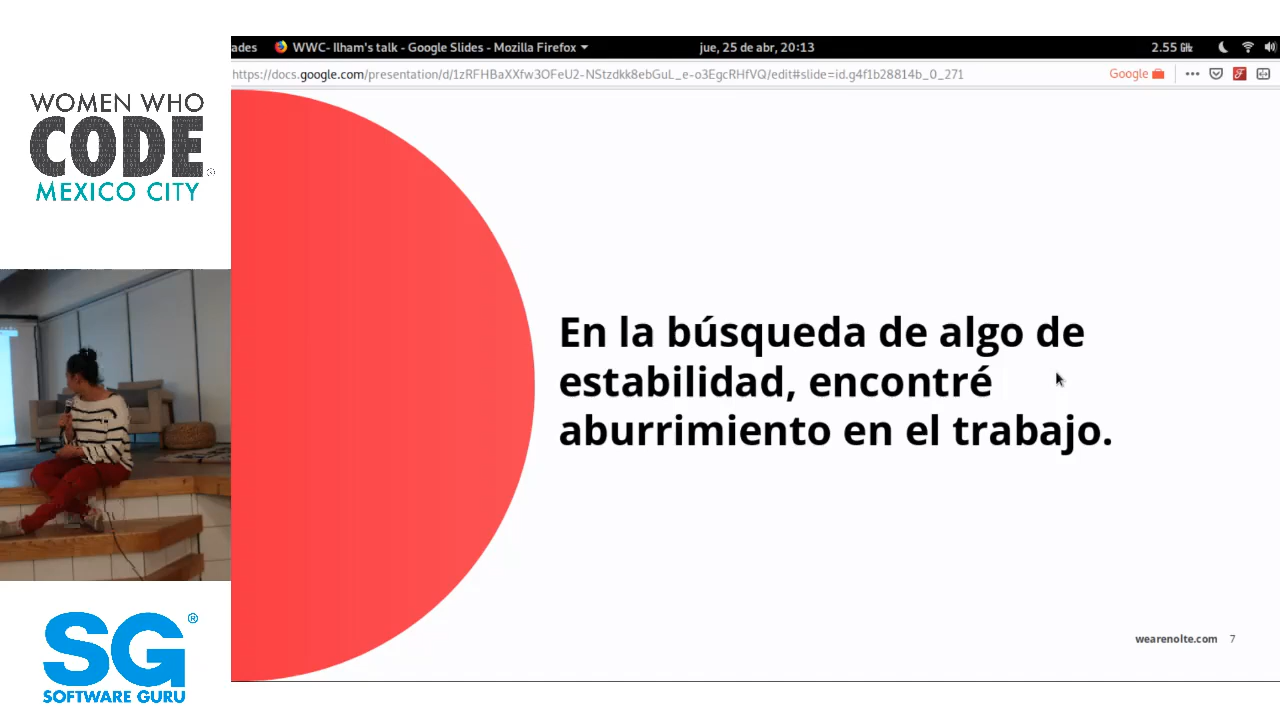 ades WWC- Ilham's talk - Google Slides - Mozilla Firefox jue, 25 de abr, 20:13 2.55 GHz
https://docs.google.com/presentation/d/1zRFHBaXXfw3OFeU2-NStzdkk8ebGuL_e-o3EgcRHfVQ/edit#slide=id.g4f1b28814b_0_271 Google
WOMEN WHO
CODE
MEXICO CITY
En la búsqueda de algo de
estabilidad, encontré
aburrimiento en el trabajo.
wearenolte.com 7
SG®
SOFTWARE GURU